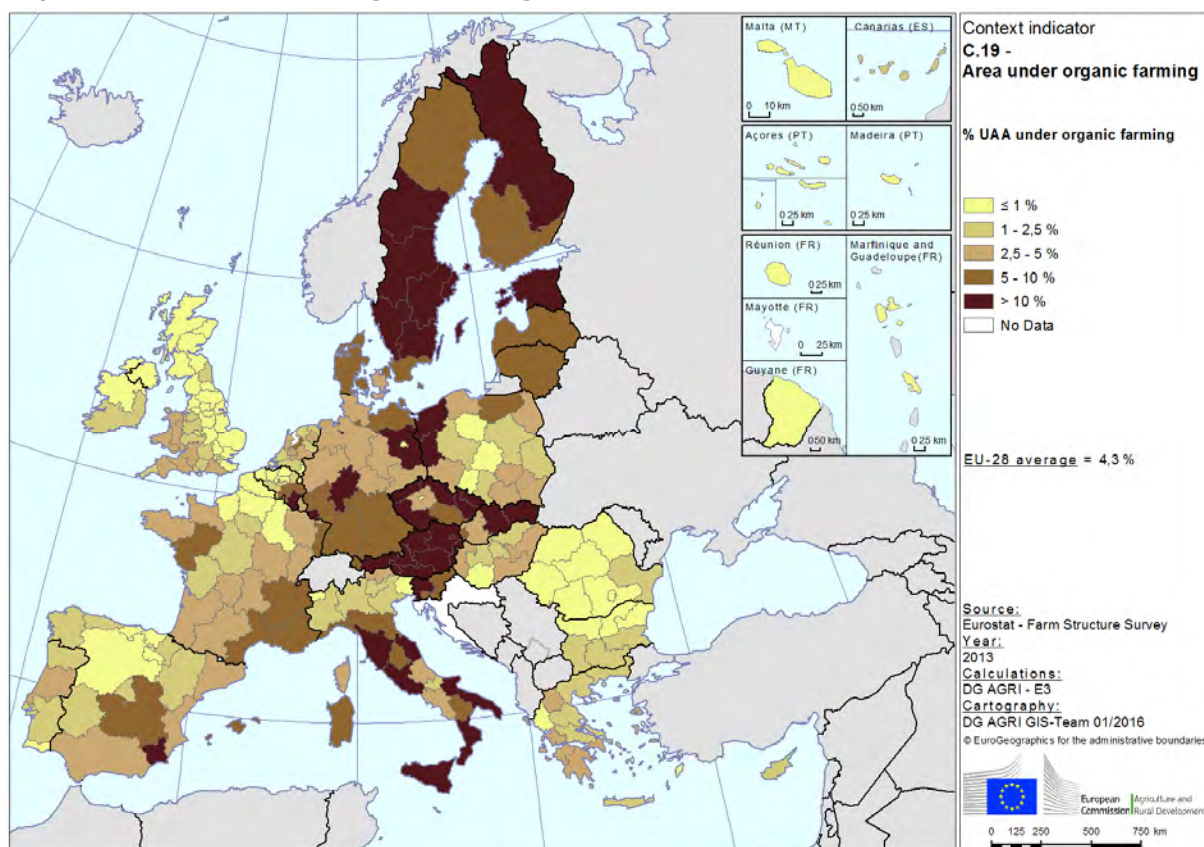 Malta (MT)
0 10 km
Canarias (ES)
0 50 km
Açores (PT)
0 25 km
Madeira (PT)
0 25 km
Réunion (FR)
0 25 km
Martinique and
Guadeloupe(FR)
0 25 km
Mayotte (FR)
0 25 km
Guyane (FR)
0 50 km
Context indicator
C.19 -
Area under organic farming
% UAA under organic farming
≤ 1 %
1 - 2,5 %
2,5 - 5 %
5 - 10 %
> 10 %
No Data
EU-28 average = 4,3 %
Source:
Eurostat - Farm Structure Survey
Year:
2013
Calculations:
DG AGRI - E3
Cartography:
DG AGRI GIS-Team 01/2016
© EuroGeographics for the administrative boundaries
European
Commission
Agriculture and
Rural Development
0 125 250 500 750 km